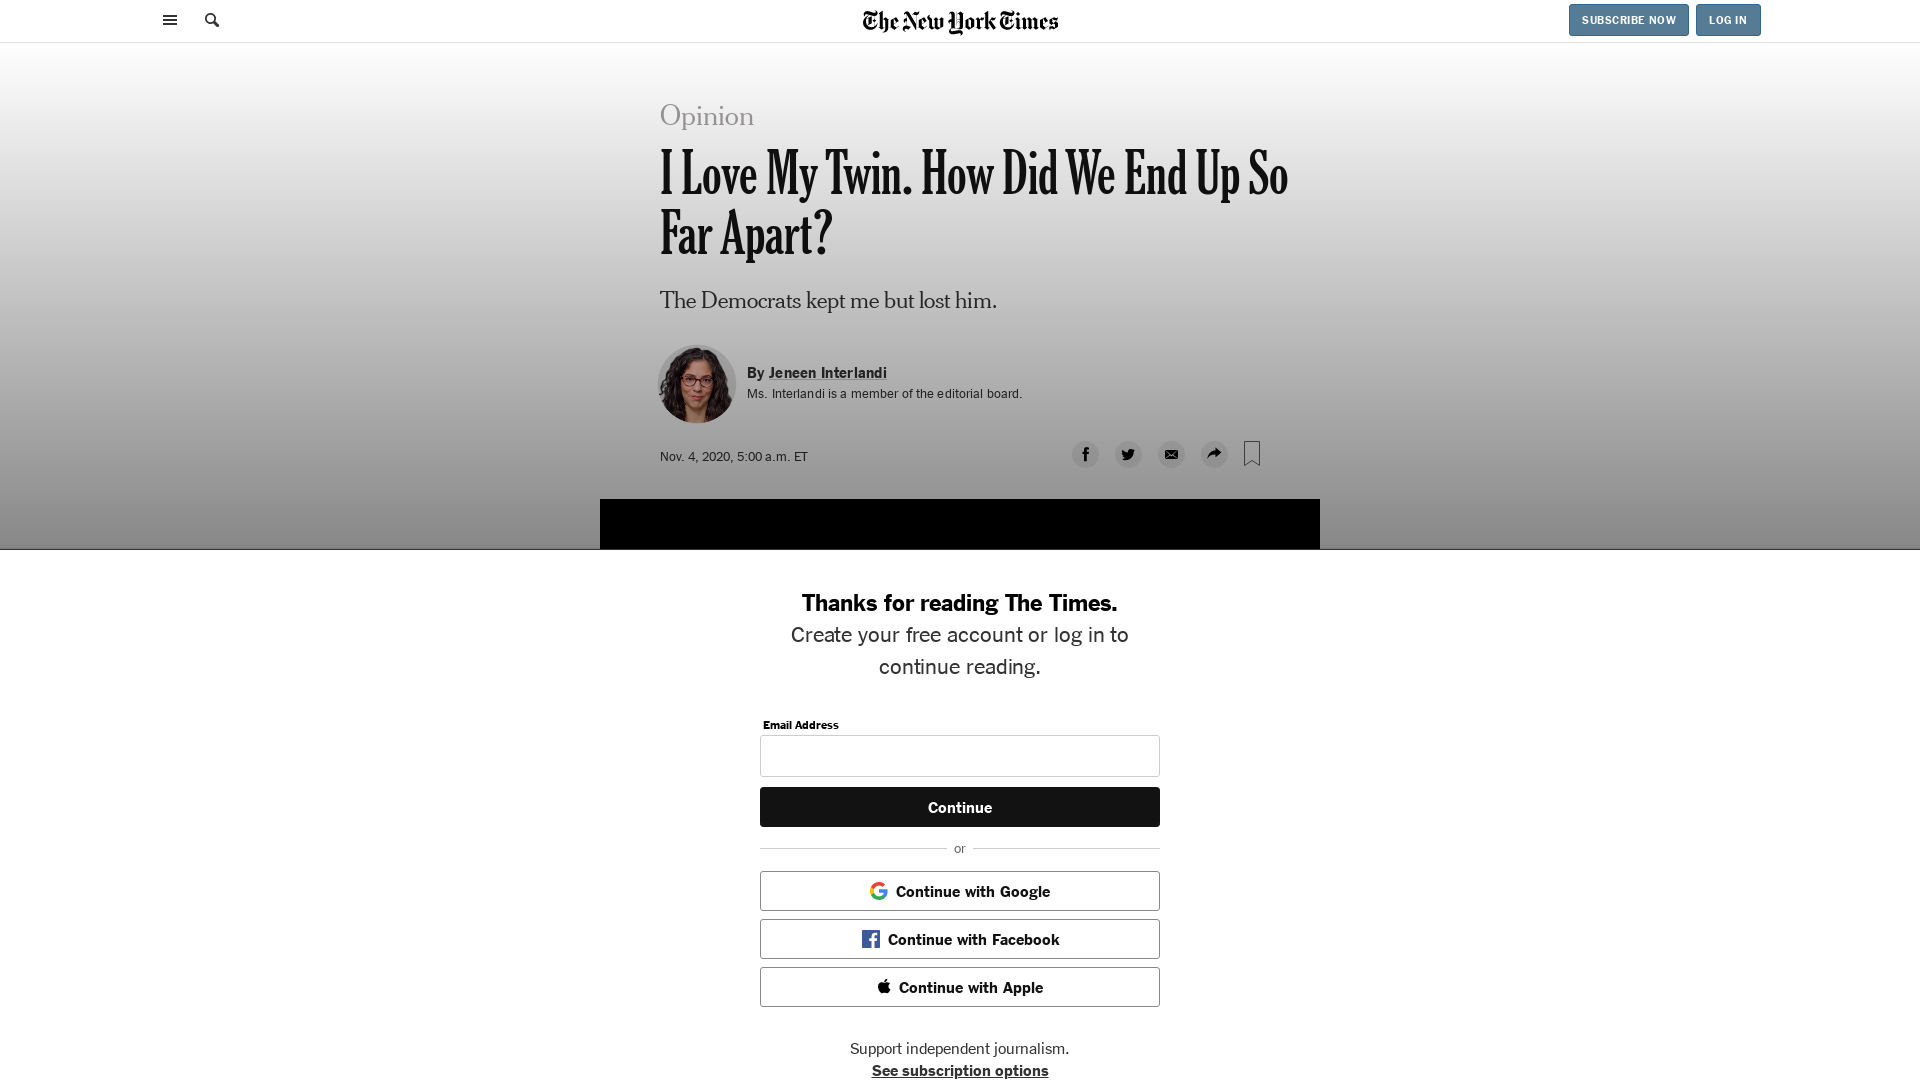 The New York Times
SUBSCRIBE NOW
LOG IN
Opinion
I Love My Twin. How Did We End Up So
Far Apart?
The Democrats kept me but lost him.
By Jeneen Interlandi
Ms. Interlandi is a member of the editorial board.
Nov. 4, 2020, 5:00 a.m. ET
Thanks for reading The Times.
Create your free account or log in to
continue reading.
Email Address
Continue
or
Continue with Google
Continue with Facebook
Continue with Apple
Support independent journalism.
See subscription options